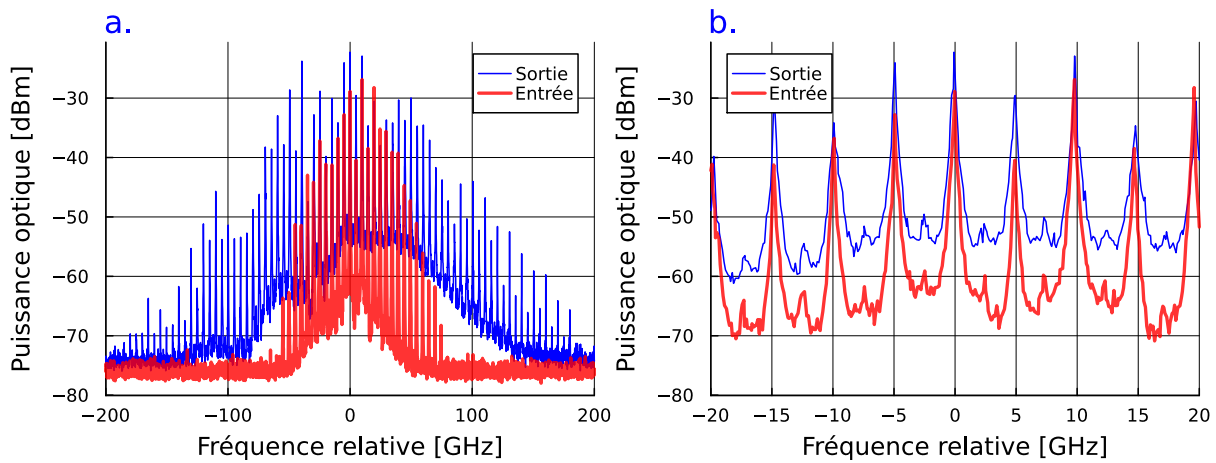 a.
Puissance optique [dBm]
−30
−40
−50
−60
−70
−80
−200
−100
0
100
200
Fréquence relative [GHz]
Sortie
Entrée
b.
Puissance optique [dBm]
−30
−40
−50
−60
−70
−80
−20
−15
−10
−5
0
5
10
15
20
Fréquence relative [GHz]
Sortie
Entrée